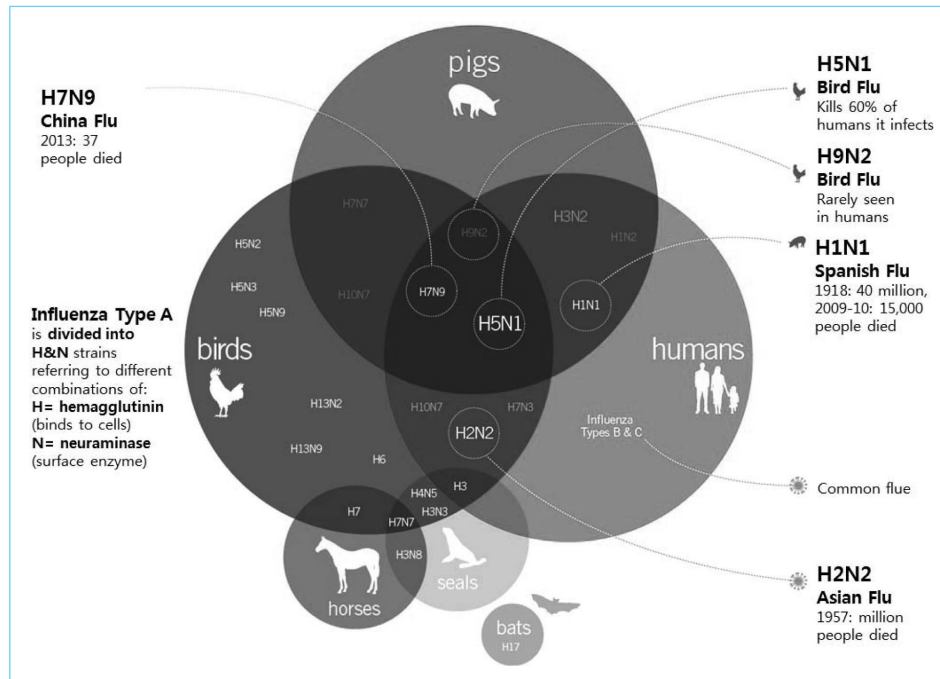 pigs
H7N9
China Flu
2013: 37
people died
H5N1
Bird Flu
Kills 60% of
humans it infects
H9N2
Bird Flu
Rarely seen
in humans
H1N1
Spanish Flu
1918: 40 million,
2009-10: 15,000
people died
Influenza Type A
is divided into
H&N strains
referring to different
combinations of:
H= hemagglutinin
(binds to cells)
N= neuraminase
(surface enzyme)
H7N7
H9N2
H3N2
H1N2
H5N2
H5N3
H5N9
H10N7
H7N9
H5N1
H1N1
birds
humans
H13N2
H10N7
H7N3
H2N2
Influenza
Types B & C
H13N9
H6
H4N5
H3
H7
H7N7
H3N3
H3N8
horses
seals
bats
H17
Common flue
H2N2
Asian Flu
1957: million
people died